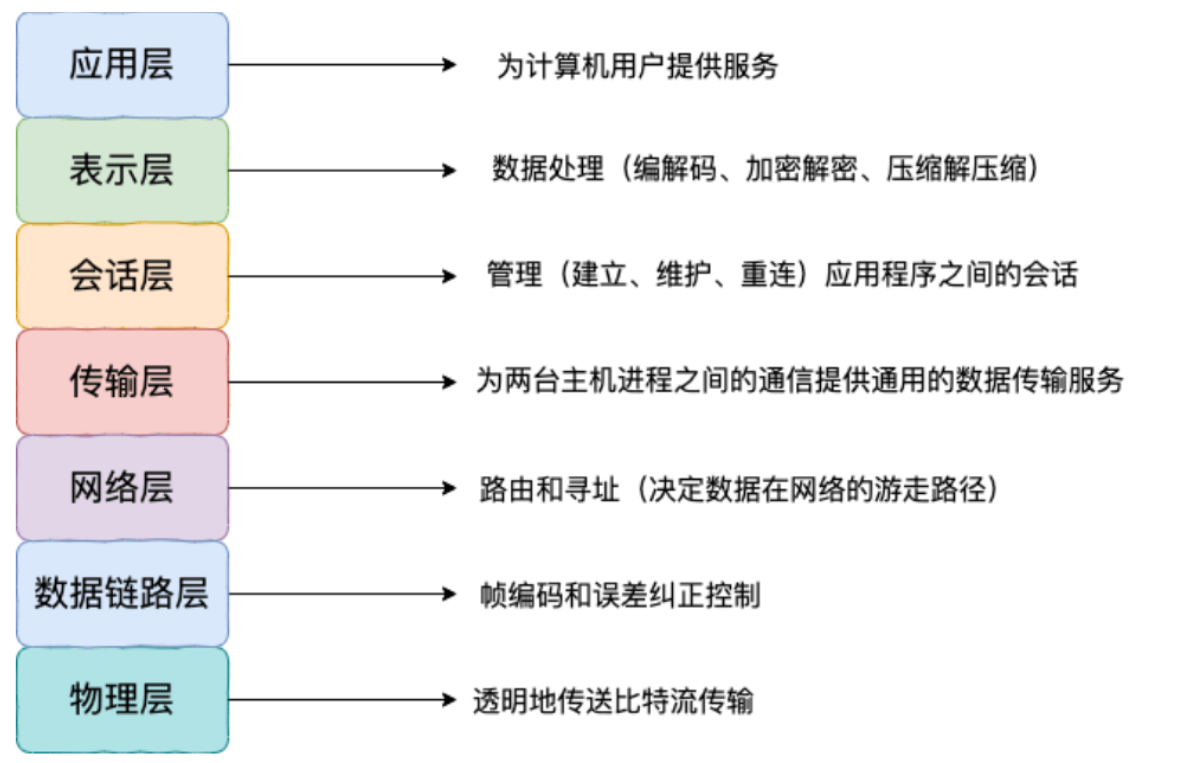 应用层 为计算机用户提供服务
表示层 数据处理（编解码、加密解密、压缩解压缩）
会话层 管理（建立、维护、重连）应用程序之间的会话
传输层 为两台主机进程之间的通信提供通用的数据传输服务
网络层 路由和寻址（决定数据在网络的游走路径）
数据链路层 帧编码和误差纠正控制
物理层 透明地传送比特流传输